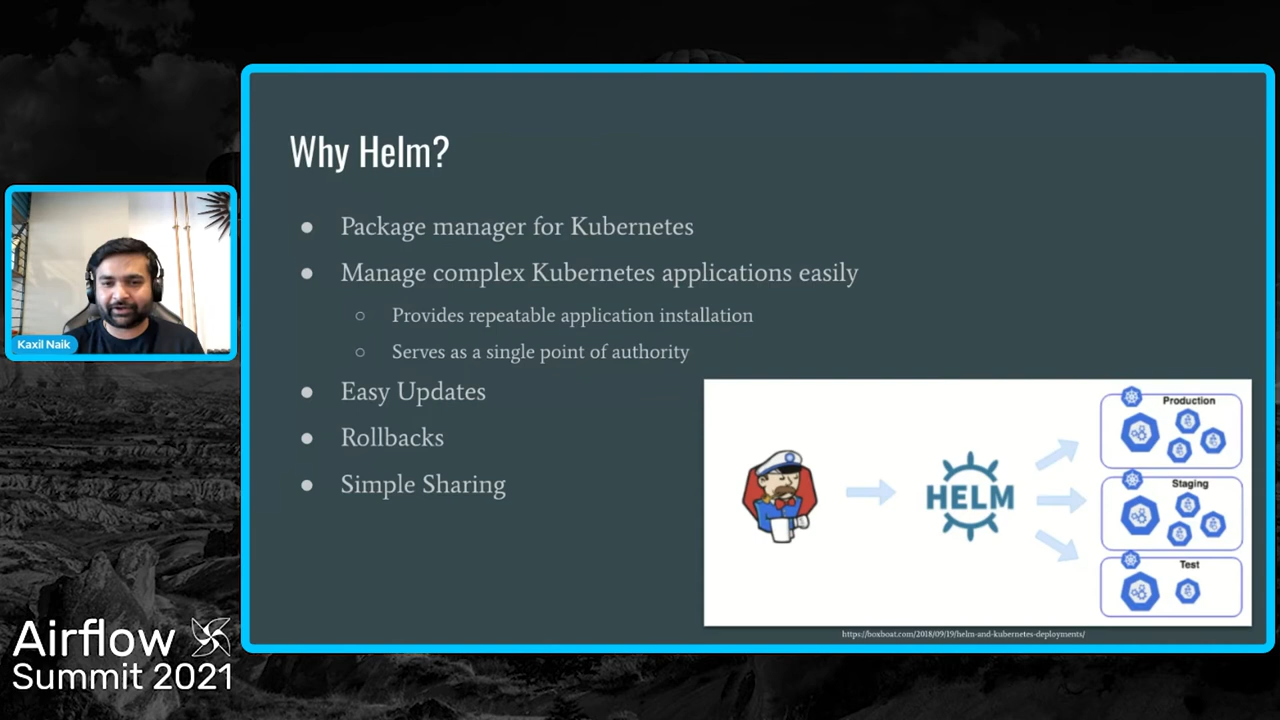 Why Helm?
● Package manager for Kubernetes
● Manage complex Kubernetes applications easily
○ Provides repeatable application installation
○ Serves as a single point of authority
● Easy Updates
● Rollbacks
● Simple Sharing
HELM
Production
Staging
Test
https://boxboat.com/2018/09/19/helm-and-kubernetes-deployments/
Kaxil Naik
Airflow
Summit 2021